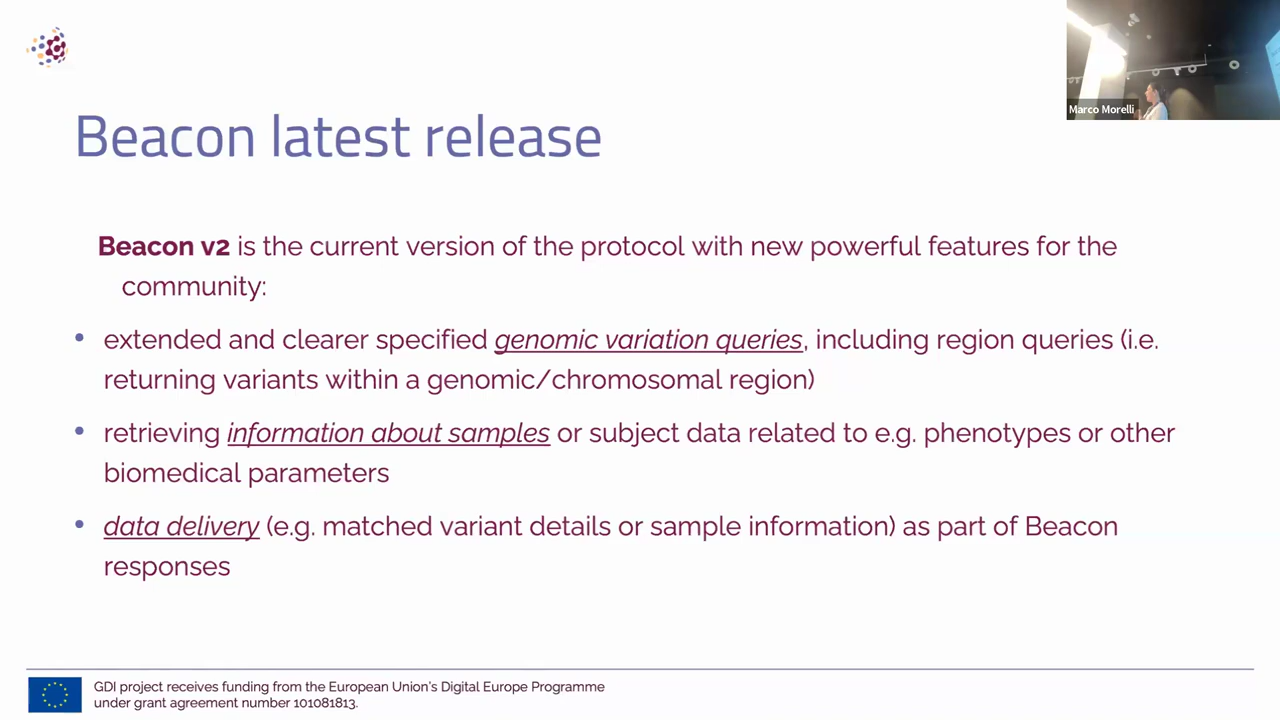 Marco Morelli
Beacon latest release
Beacon v2 is the current version of the protocol with new powerful features for the
community:
• extended and clearer specified genomic variation queries, including region queries (i.e.
returning variants within a genomic/chromosomal region)
• retrieving information about samples or subject data related to e.g. phenotypes or other
biomedical parameters
• data delivery (e.g. matched variant details or sample information) as part of Beacon
responses
GDI project receives funding from the European Union's Digital Europe Programme
under grant agreement number 101081813.